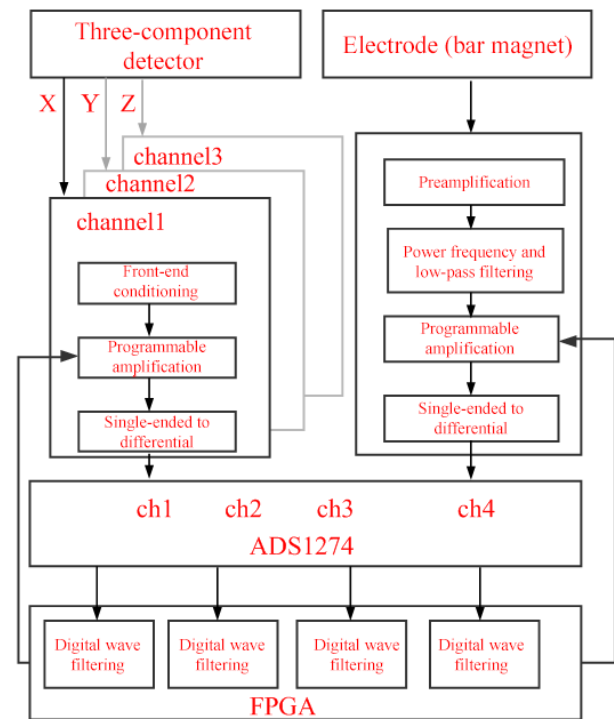 Three-component
detector
Electrode (bar magnet)
X
Y
Z
channel3
channel2
channel1
Front-end
conditioning
Programmable
amplification
Single-ended to
differential
Preamplification
Power frequency and
low-pass filtering
Programmable
amplification
Single-ended to
differential
ch1
ch2
ch3
ch4
ADS1274
Digital wave
filtering
Digital wave
filtering
Digital wave
filtering
Digital wave
filtering
FPGA